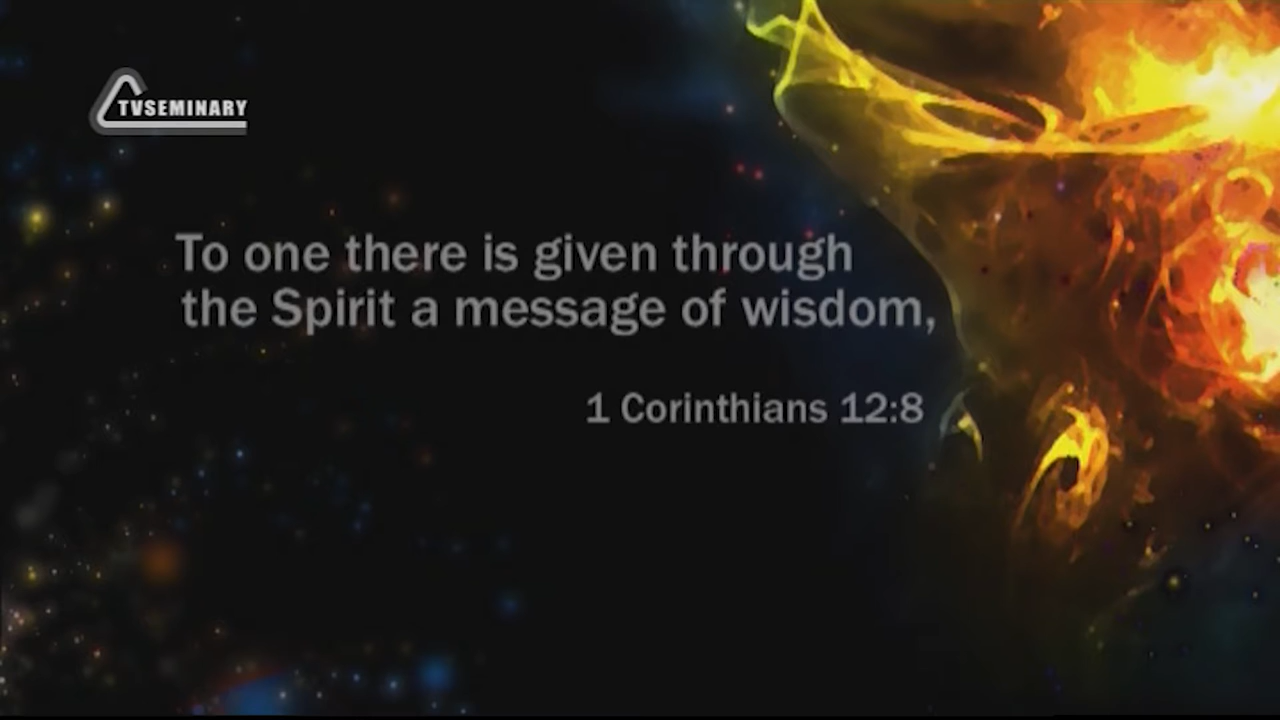 TVSEMINARY
To one there is given through
the Spirit a message of wisdom,
1 Corinthians 12:8